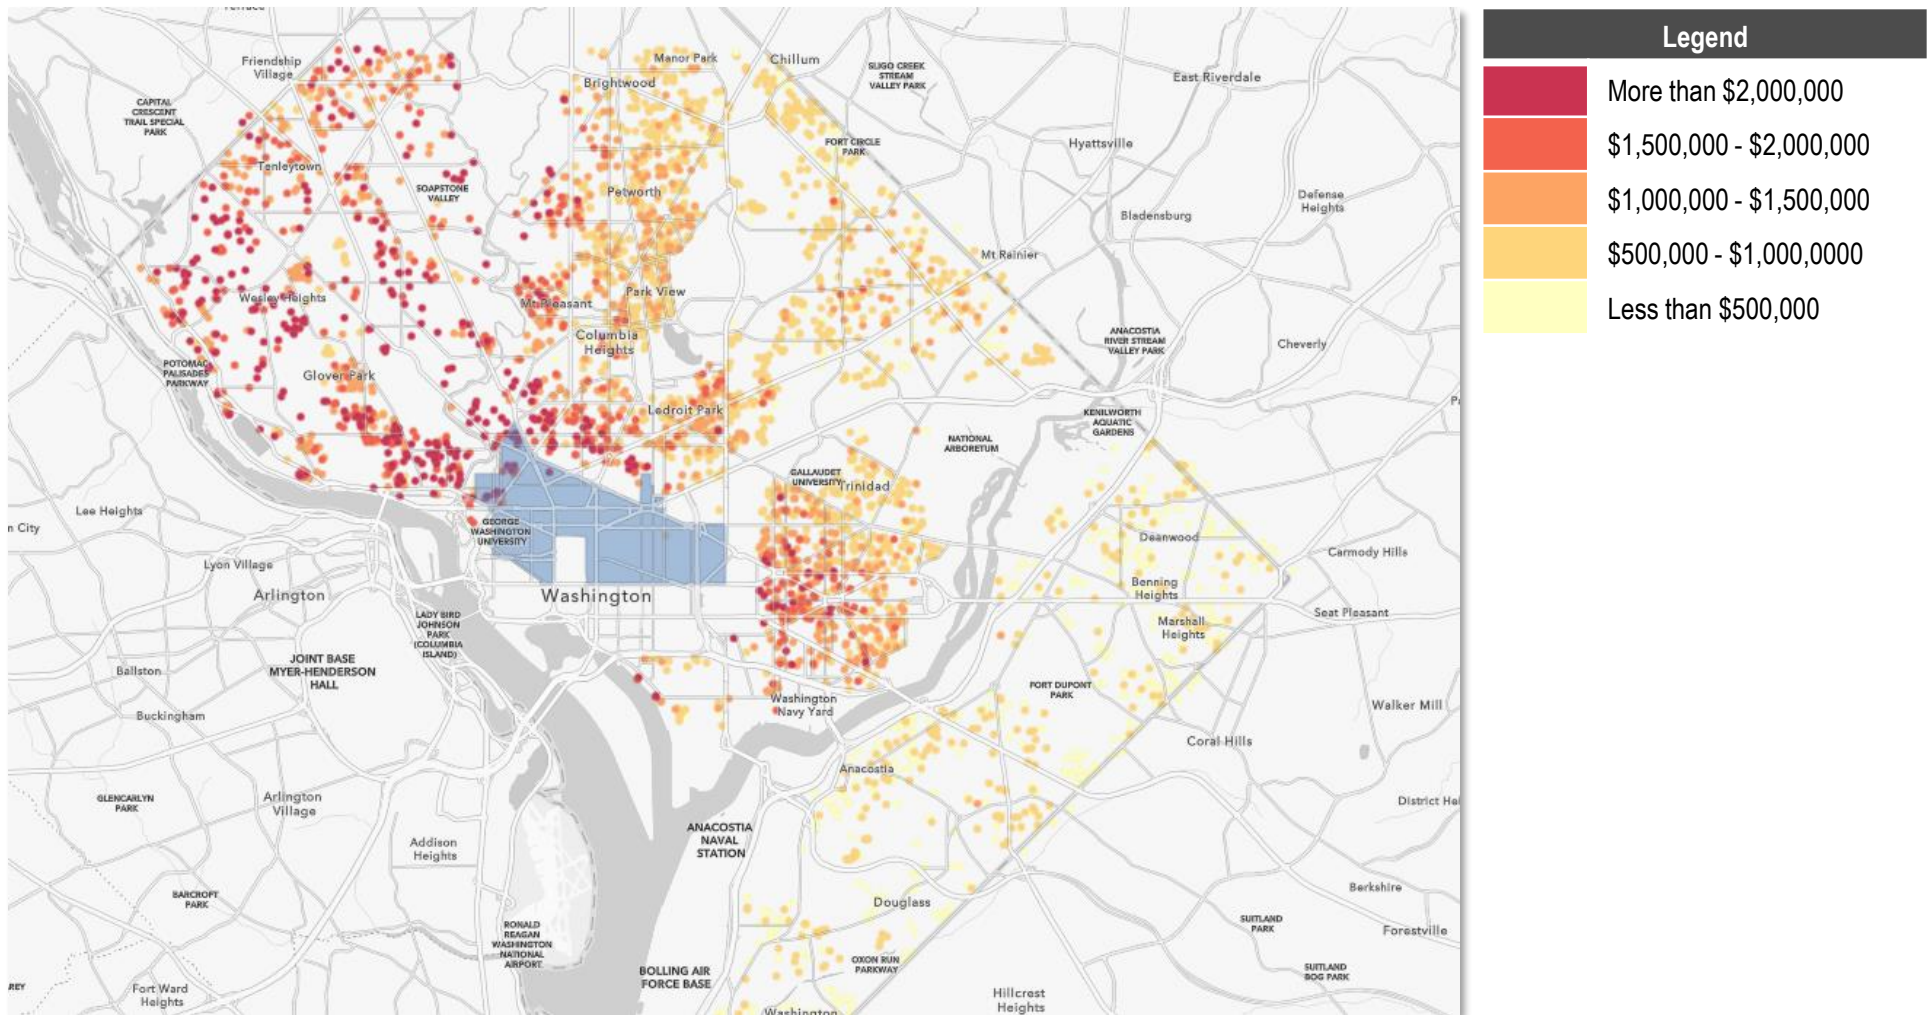 Legend
More than $2,000,000
$1,500,000 - $2,000,000
$1,000,000 - $1,500,000
$500,000 - $1,000,0000
Less than $500,000
Friendship
Village
Manor Park
Chillum
Brightwood
SLIGO CREEK
STREAM
VALLEY PARK
East Riverdale
CAPITAL
CRESCENT
TRAIL SPECIAL
PARK
FORT CIRCLE
PARK
Hyattsville
Tenleytown
SOAPSTONE
VALLEY
Petworth
Defense
Heights
Bladensburg
Mt Rainier
Wesley Heights
Mt Pleasant
Park View
Columbia
Heights
ANACOSTIA
RIVER STREAM
VALLEY PARK
Cheverly
POTOMAC
PALISADES
PARKWAY
Glover Park
Ledroit Park
KENILWORTH
AQUATIC
GARDENS
NATIONAL
ARBORETUM
GALLAUDET
UNIVERSITY
Trinidad
Lee Heights
n City
GEORGE
WASHINGTON
UNIVERSITY
Deanwood
Carmody Hills
Lyon Village
Arlington
Washington
Benning
Heights
Seat Pleasant
LADY BIRD
JOHNSON
PARK
(COLUMBIA
ISLAND)
Marshall
Heights
JOINT BASE
MYER-HENDERSON
HALL
Ballston
FORT DUPONT
PARK
Washington
Navy Yard
Walker Mill
Buckingham
Coral Hills
Anacostia
GLENCARLYN
PARK
Arlington
Village
District He
ANACOSTIA
NAVAL
STATION
Addison
Heights
BARCROFT
PARK
Berkshire
Douglass
SUITLAND
PARK
Forestville
RONALD
REAGAN
WASHINGTON
NATIONAL
AIRPORT
OXON RUN
PARKWAY
BOLLING AIR
FORCE BASE
SUITLAND
BOG PARK
REY
Fort Ward
Heights
Hillcrest
Heights
Washington